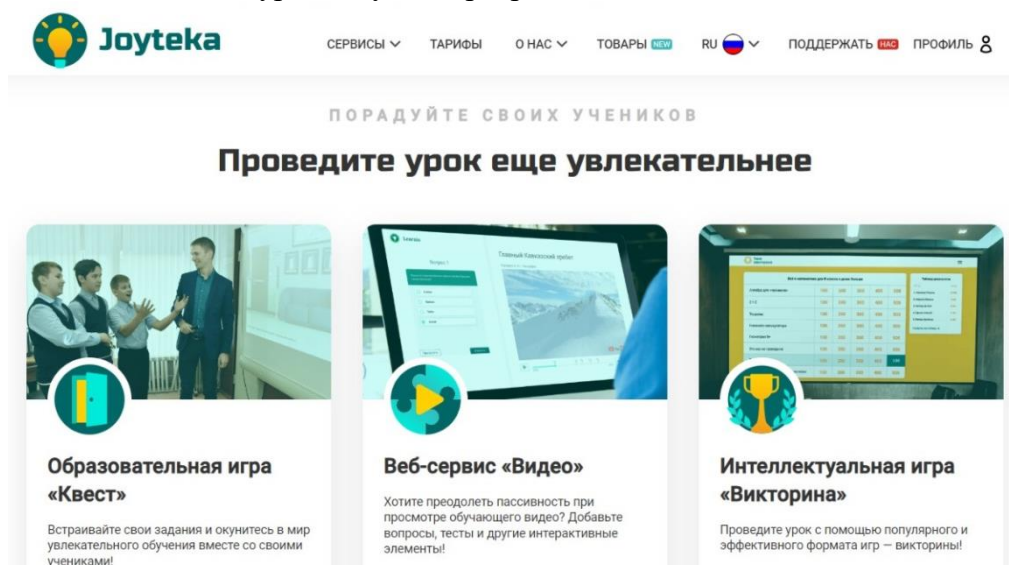 Joyteka
СЕРВИСЫ ТАРИФЫ О НАС ТОВАРЫ NEW RU ПОДДЕРЖАТЬ НАС ПРОФИЛЬ
ПОРАДУЙТЕ СВОИХ УЧЕНИКОВ
Проведите урок еще увлекательнее
Образовательная игра
«Квест»
Встраивайте свои задания и окунитесь в мир
увлекательного обучения вместе со своими
учениками!
Веб-сервис «Видео»
Хотите преодолеть пассивность при
просмотре обучающего видео? Добавьте
вопросы, тесты и другие интерактивные
элементы!
Интеллектуальная игра
«Викторина»
Проведите урок с помощью популярного и
эффективного формата игр — викторины!